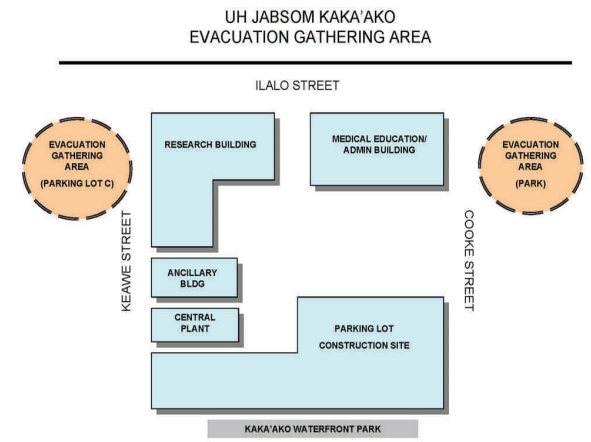 UH JABSOM KAKA'AKO
EVACUATION GATHERING AREA
ILALO STREET
EVACUATION
GATHERING
AREA
(PARKING LOT C)
RESEARCH BUILDING
MEDICAL EDUCATION/
ADMIN BUILDING
EVACUATION
GATHERING
AREA
(PARK)
KEAWE STREET
COOKE STREET
ANCILLARY
BLDG
CENTRAL
PLANT
PARKING LOT
CONSTRUCTION SITE
KAKA'AKO WATERFRONT PARK